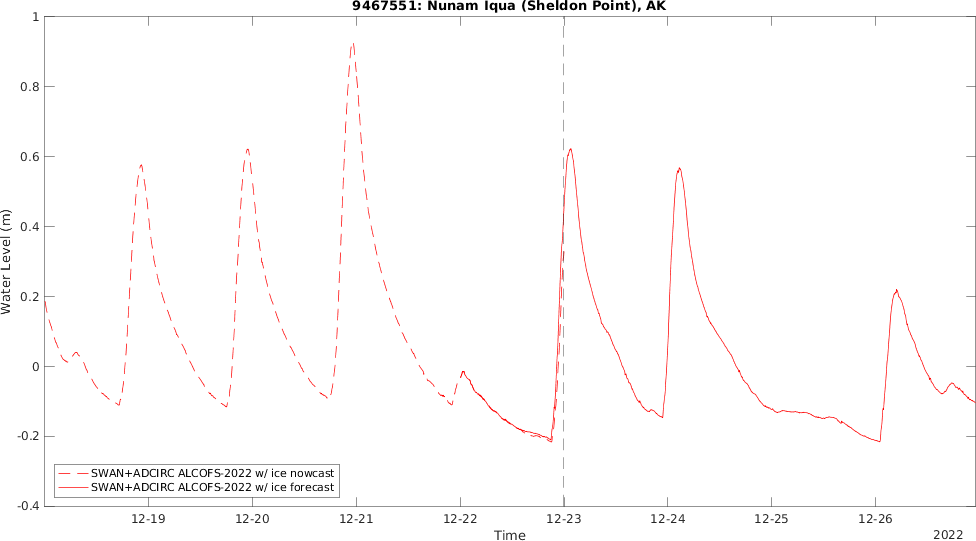 9467551: Nunam Iqua (Sheldon Point), AK
1
0.8
0.6
0.4
0.2
0
-0.2
-0.4
Water Level (m)
SWAN+ADCIRC ALCOFS-2022 w/ ice nowcast
SWAN+ADCIRC ALCOFS-2022 w/ ice forecast
12-19 12-20 12-21 12-22 12-23 12-24 12-25 12-26
Time
2022